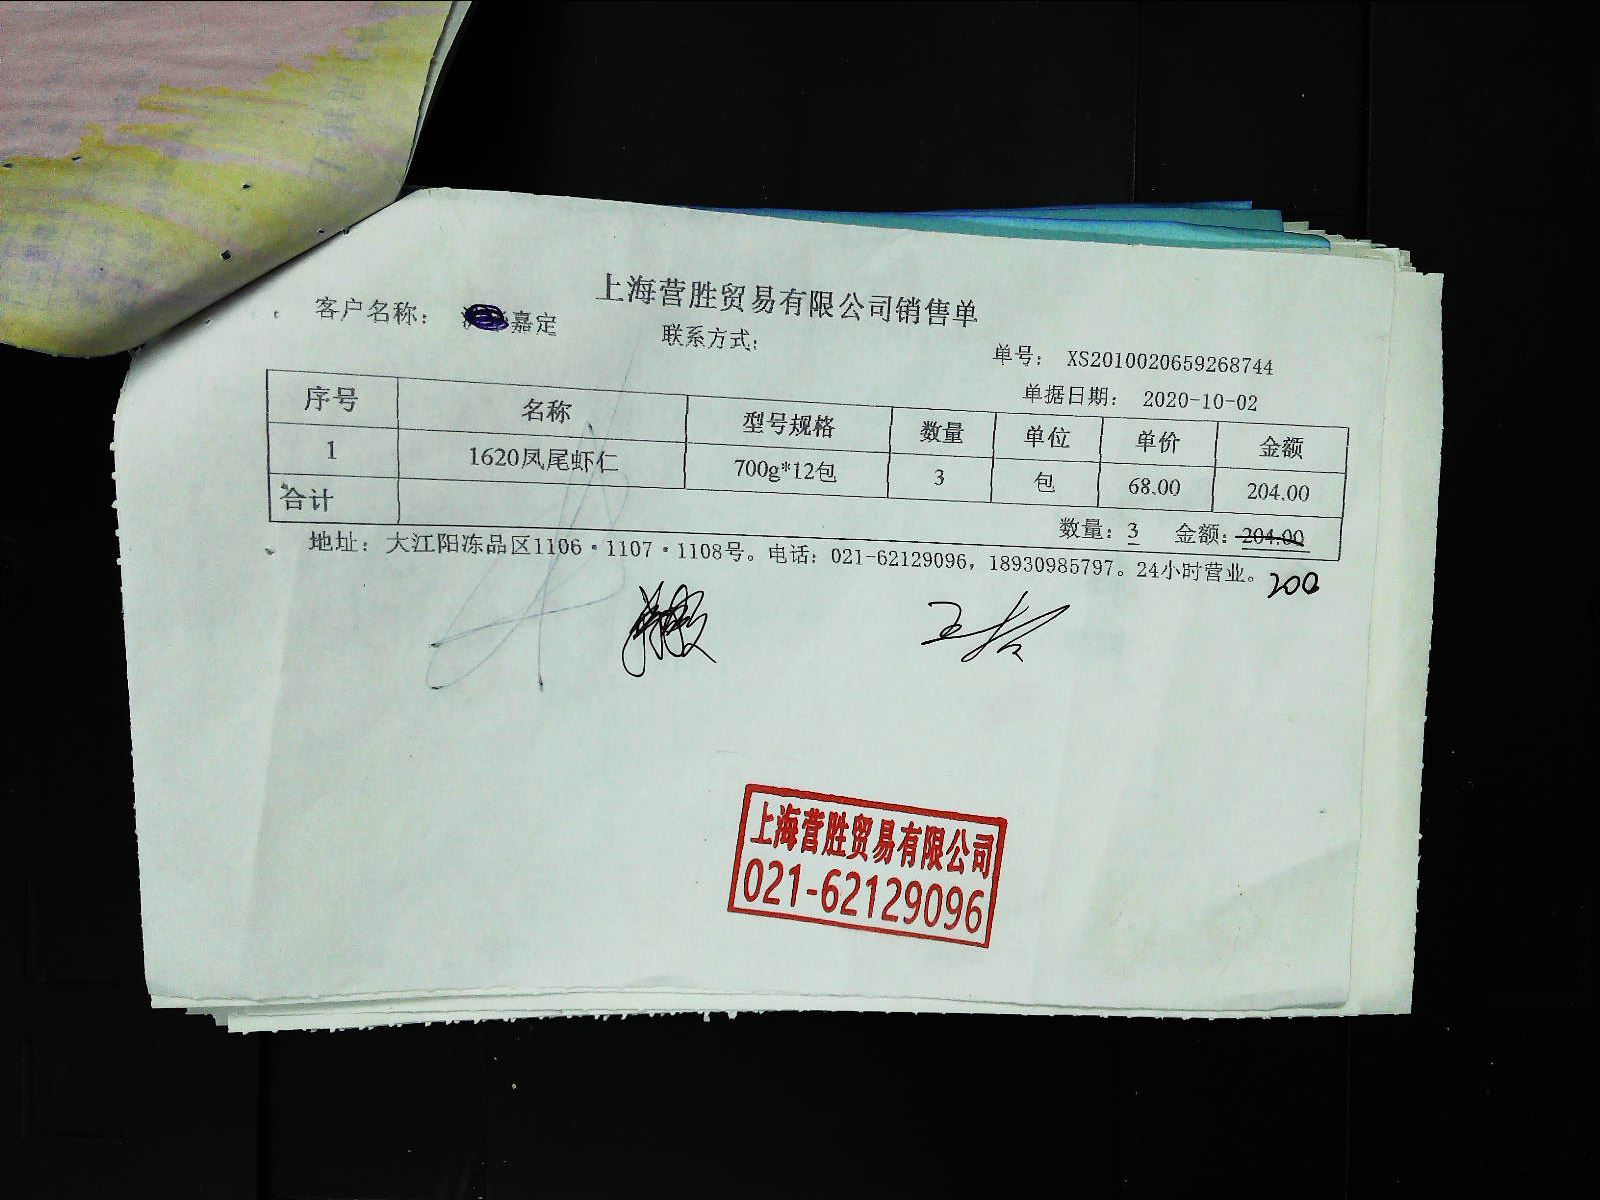 上海营胜贸易有限公司销售单
客户名称: 嘉定 联系方式:
单号: XS2010020659268744
单据日期: 2020-10-02
序号 名称 型号规格 数量 单位 单价 金额
1 1620凤尾虾仁 700g*12包 3 包 68.00 204.00
合计 数量: 3 金额: 204.00
200
地址: 大江阳冻品区1106·1107·1108号。电话: 021-62129096, 18930985797。24小时营业。
上海营胜贸易有限公司
021-62129096